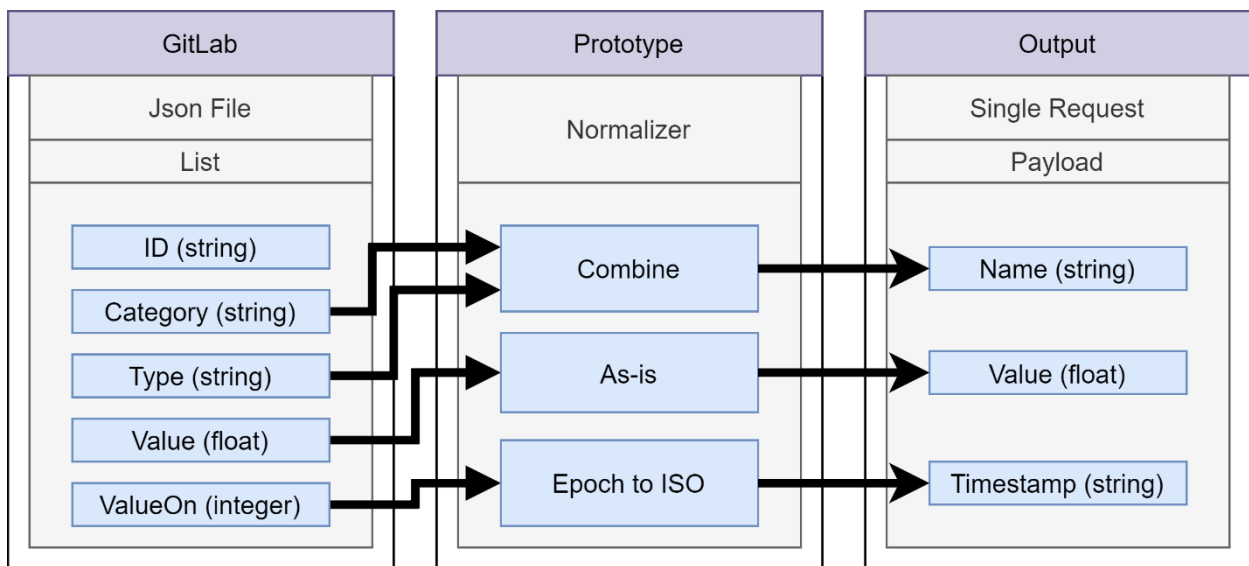 GitLab
Json File
List
ID (string)
Category (string)
Type (string)
Value (float)
ValueOn (integer)
Prototype
Normalizer
Combine
As-is
Epoch to ISO
Output
Single Request
Payload
Name (string)
Value (float)
Timestamp (string)